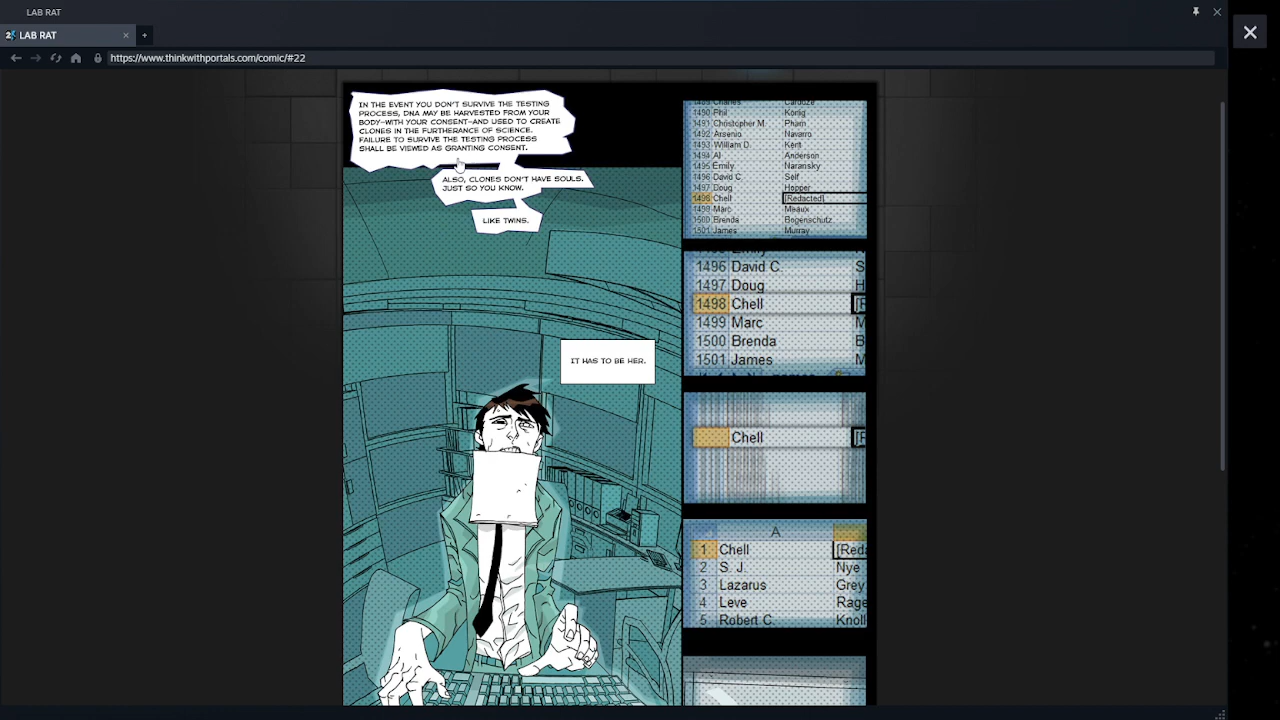 LAB RAT
LAB RAT
https://www.thinkwithportals.com/comic/#22
IN THE EVENT YOU DON'T SURVIVE THE TESTING
PROCESS, DNA MAY BE HARVESTED FROM YOUR
BODY—WITH YOUR CONSENT—AND USED TO CREATE
CLONES IN THE FURTHERANCE OF SCIENCE.
FAILURE TO SURVIVE THE TESTING PROCESS
SHALL BE VIEWED AS GRANTING CONSENT.
ALSO, CLONES DON'T HAVE SOULS.
JUST SO YOU KNOW.
LIKE TWINS.
IT HAS TO BE HER.
1489 Charles Cardoze
1490 Phil Konig
1491 Christopher M. Pham
1492 Arsenio Navarro
1493 William D. Kent
1494 Al Anderson
1495 Emily Naransky
1496 David C. Self
1497 Doug Hopper
1498 Chell [Redacted]
1499 Marc Meaux
1500 Brenda Bogenschutz
1501 James Murray
1496 David C. S
1497 Doug H
1498 Chell [R
1499 Marc M
1500 Brenda B
1501 James M
Chell [R
A
1 Chell [Reda
2 S. J. Nye
3 Lazarus Grey
4 Leve Rage
5 Robert C. Knoll